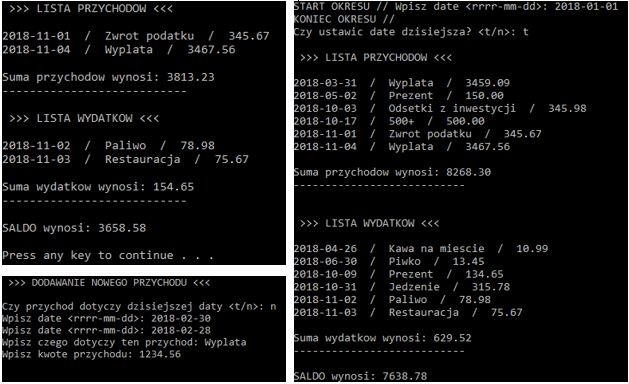 >>> LISTA PRZYCHODOW <<<
2018-11-01 / Zwrot podatku / 345.67
2018-11-04 / Wyplata / 3467.56
Suma przychodow wynosi: 3813.23
---------------------------
>>> LISTA WYDATKOW <<<
2018-11-02 / Paliwo / 78.98
2018-11-03 / Restauracja / 75.67
Suma wydatkow wynosi: 154.65
---------------------------
SALDO wynosi: 3658.58
Press any key to continue . . .
>>> DODAWANIE NOWEGO PRZYCHODU <<<
Czy przychod dotyczy dzisiejszej daty <t/n>: n
Wpisz date <rrrr-mm-dd>: 2018-02-30
Wpisz date <rrrr-mm-dd>: 2018-02-28
Wpisz czego dotyczy ten przychod: Wyplata
Wpisz kwote przychodu: 1234.56
START OKRESU // Wpisz date <rrrr-mm-dd>: 2018-01-01
KONIEC OKRESU //
Czy ustawic date dzisiejsza? <t/n>: t
>>> LISTA PRZYCHODOW <<<
2018-03-31 / Wyplata / 3459.09
2018-05-02 / Prezent / 150.00
2018-10-03 / Odsetki z inwestycji / 345.98
2018-10-17 / 500+ / 500.00
2018-11-01 / Zwrot podatku / 345.67
2018-11-04 / Wyplata / 3467.56
Suma przychodow wynosi: 8268.30
---------------------------
>>> LISTA WYDATKOW <<<
2018-04-26 / Kawa na miescie / 10.99
2018-06-30 / Piwko / 13.45
2018-10-09 / Prezent / 134.65
2018-10-31 / Jedzenie / 315.78
2018-11-02 / Paliwo / 78.98
2018-11-03 / Restauracja / 75.67
Suma wydatkow wynosi: 629.52
---------------------------
SALDO wynosi: 7638.78